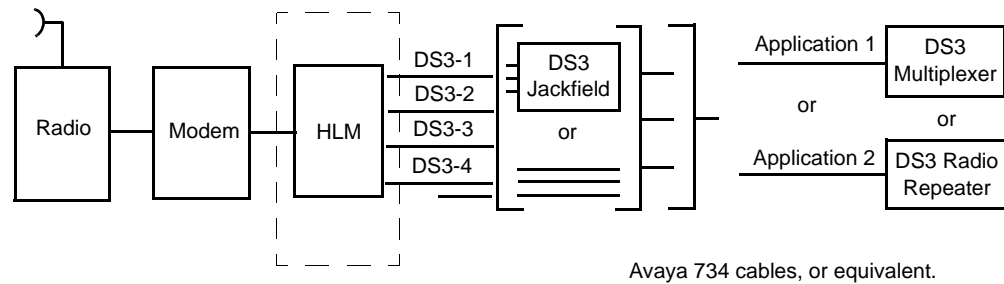 Radio
Modem
HLM
DS3-1
DS3-2
DS3-3
DS3-4
DS3
Jackfield
or
Application 1
or
Application 2
DS3
Multiplexer
or
DS3 Radio
Repeater
Avaya 734 cables, or equivalent.